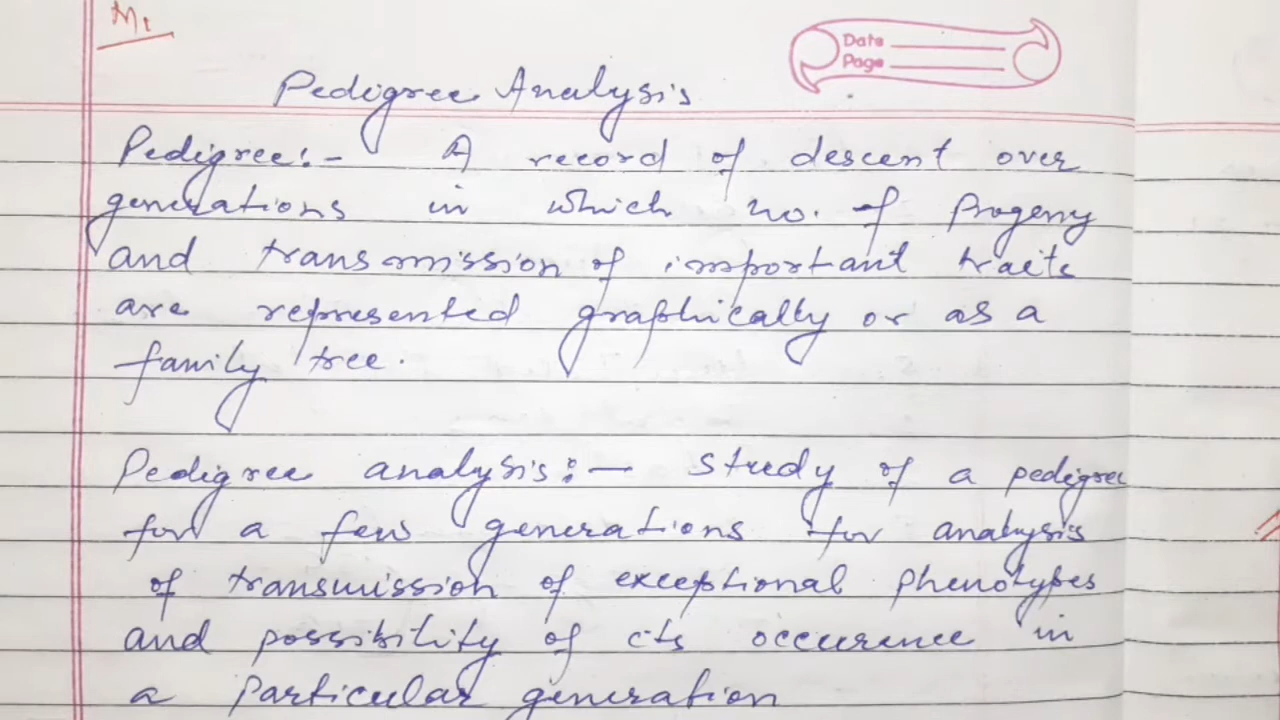 Date
Page
Pedigree Analysis
Pedigree:- A record of descent over
generations in which no. of Progeny
and transmission of important traits
are represented graphically or as a
family tree.
Pedigree analysis:- Study of a pedigree
for a few generations for analysis
of transmission of exceptional phenotypes
and possibility of its occurence in
a particular generation